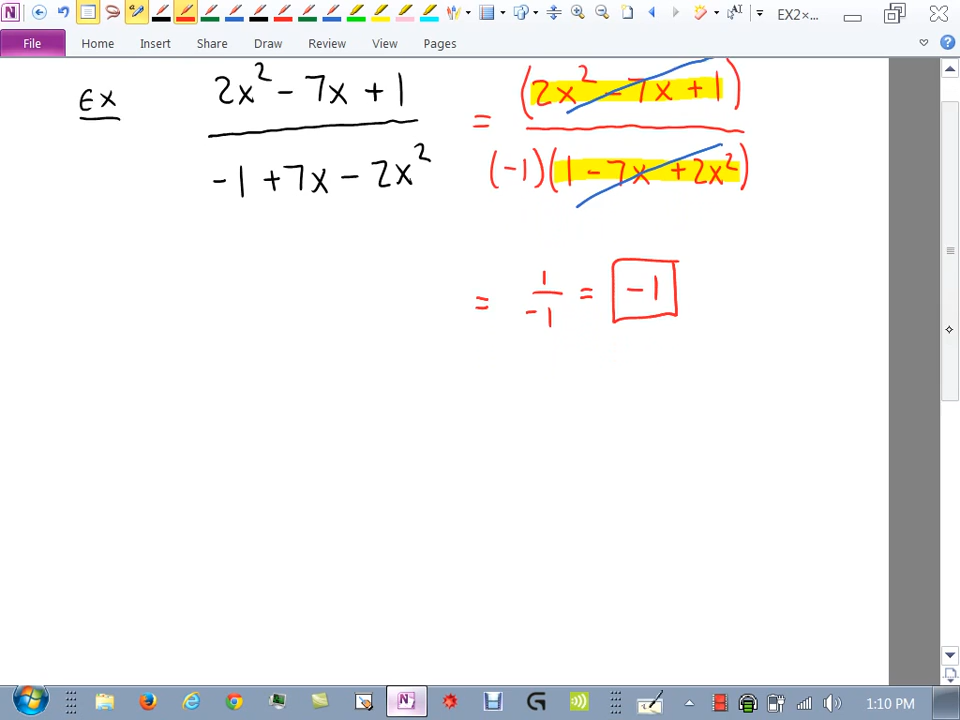 EX2×...
File Home Insert Share Draw Review View Pages
EX
2x² - 7x + 1 = (2x² - 7x + 1)
-1 + 7x - 2x² (-1)(1 - 7x + 2x²)
= 1 = -1
-1
1:10 PM